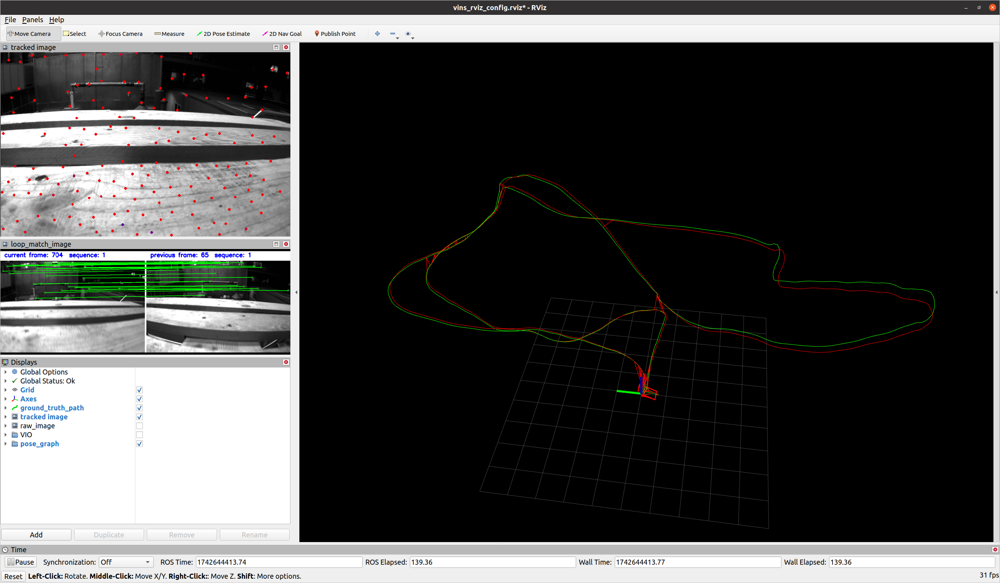 vins_rviz_config.rviz* - RViz
File Panels Help
Move Camera Select Focus Camera Measure 2D Pose Estimate 2D Nav Goal Publish Point
tracked image
loop_match_image
current frame: 704 sequence: 1 previous frame: 65 sequence: 1
Displays
Global Options
Global Status: Ok
Grid
Axes
ground_truth_path
tracked image
raw_image
VIO
pose_graph
Add Duplicate Remove Rename
Time
Pause Synchronization: Off ROS Time: 1742644413.74 ROS Elapsed: 139.36 Wall Time: 1742644413.77 Wall Elapsed: 139.36
Reset Left-Click: Rotate. Middle-Click: Move X/Y. Right-Click:: Move Z. Shift: More options. 31 fps